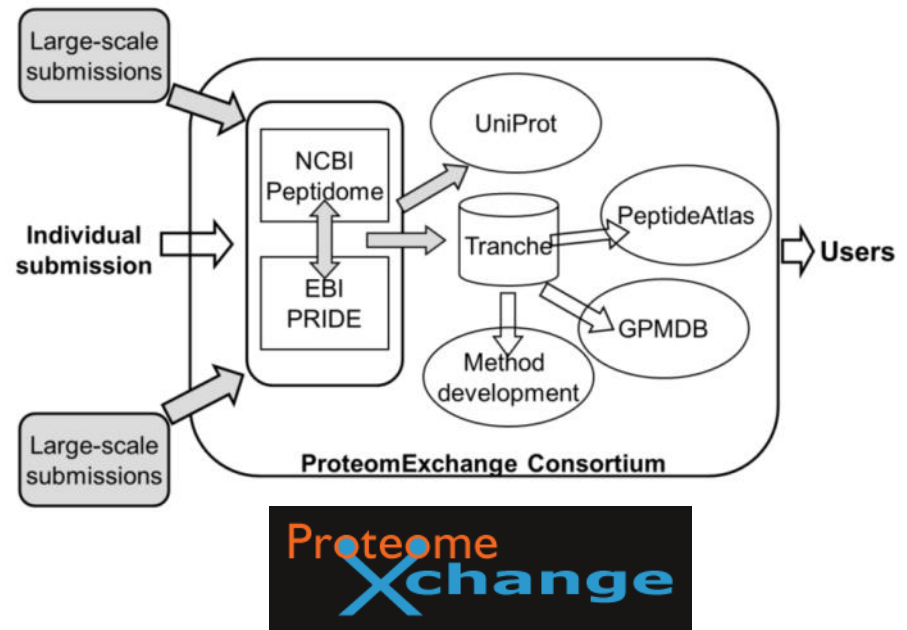 Large-scale
submissions
UniProt
NCBI
Peptidome
PeptideAtlas
Individual
submission
Tranche
Users
EBI
PRIDE
GPMDB
Method
development
Large-scale
submissions
ProteomExchange Consortium
Proteome
Xchange